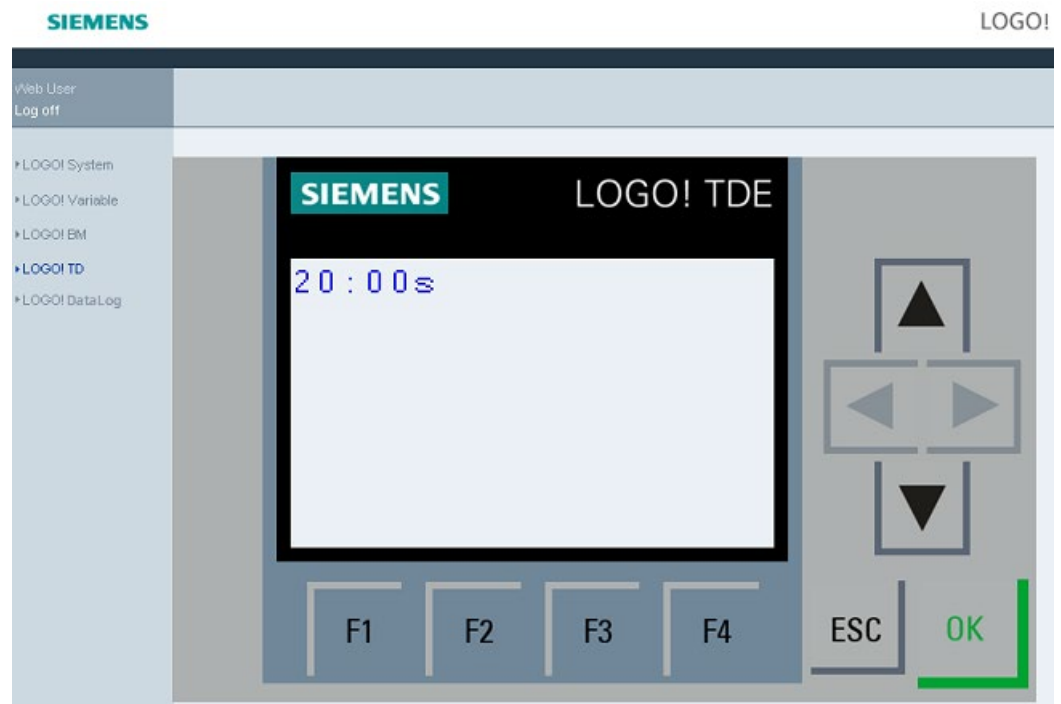 SIEMENS
LOGO!
Web User
Log off
LOGO! System
LOGO! Variable
LOGO! BM
LOGO! TD
LOGO! DataLog
SIEMENS
LOGO! TDE
20:00s
F1
F2
F3
F4
ESC
OK